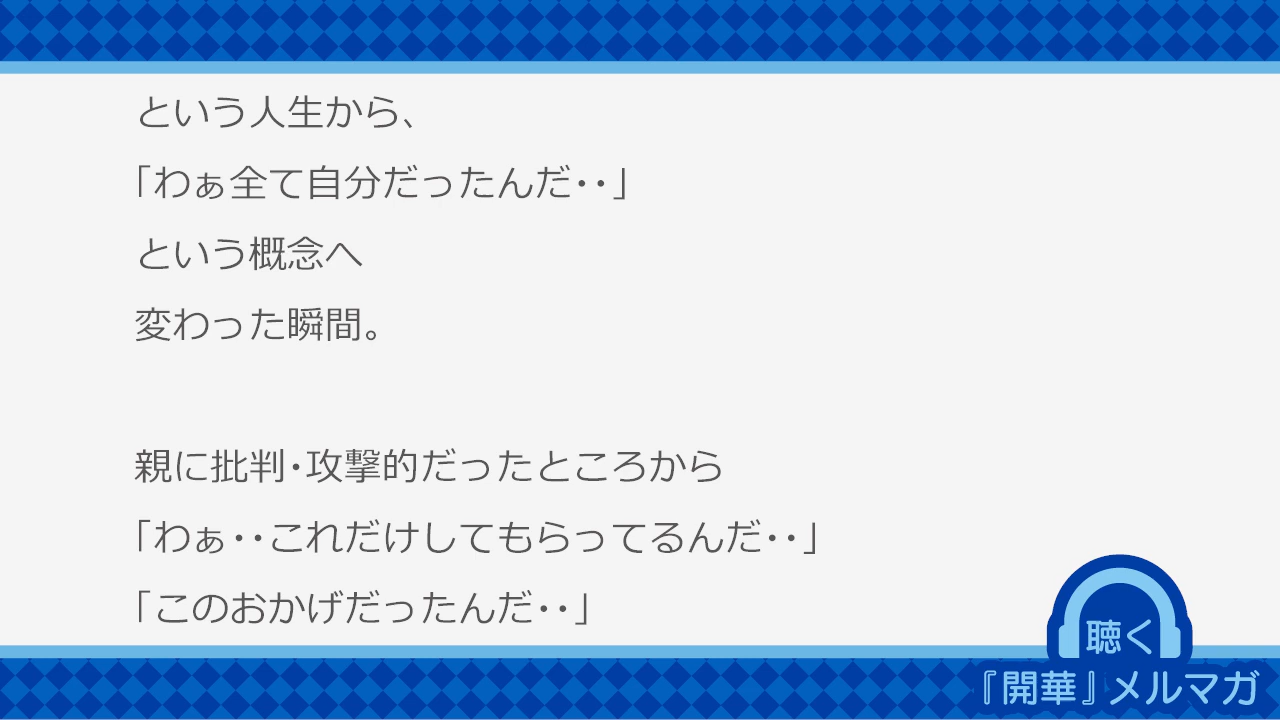 という人生から、
「わぁ全て自分だったんだ・・」
という概念へ
変わった瞬間。
親に批判・攻撃的だったところから
「わぁ・・これだけしてもらってるんだ・・」
「このおかげだったんだ・・」
聴く
『開華』メルマガ